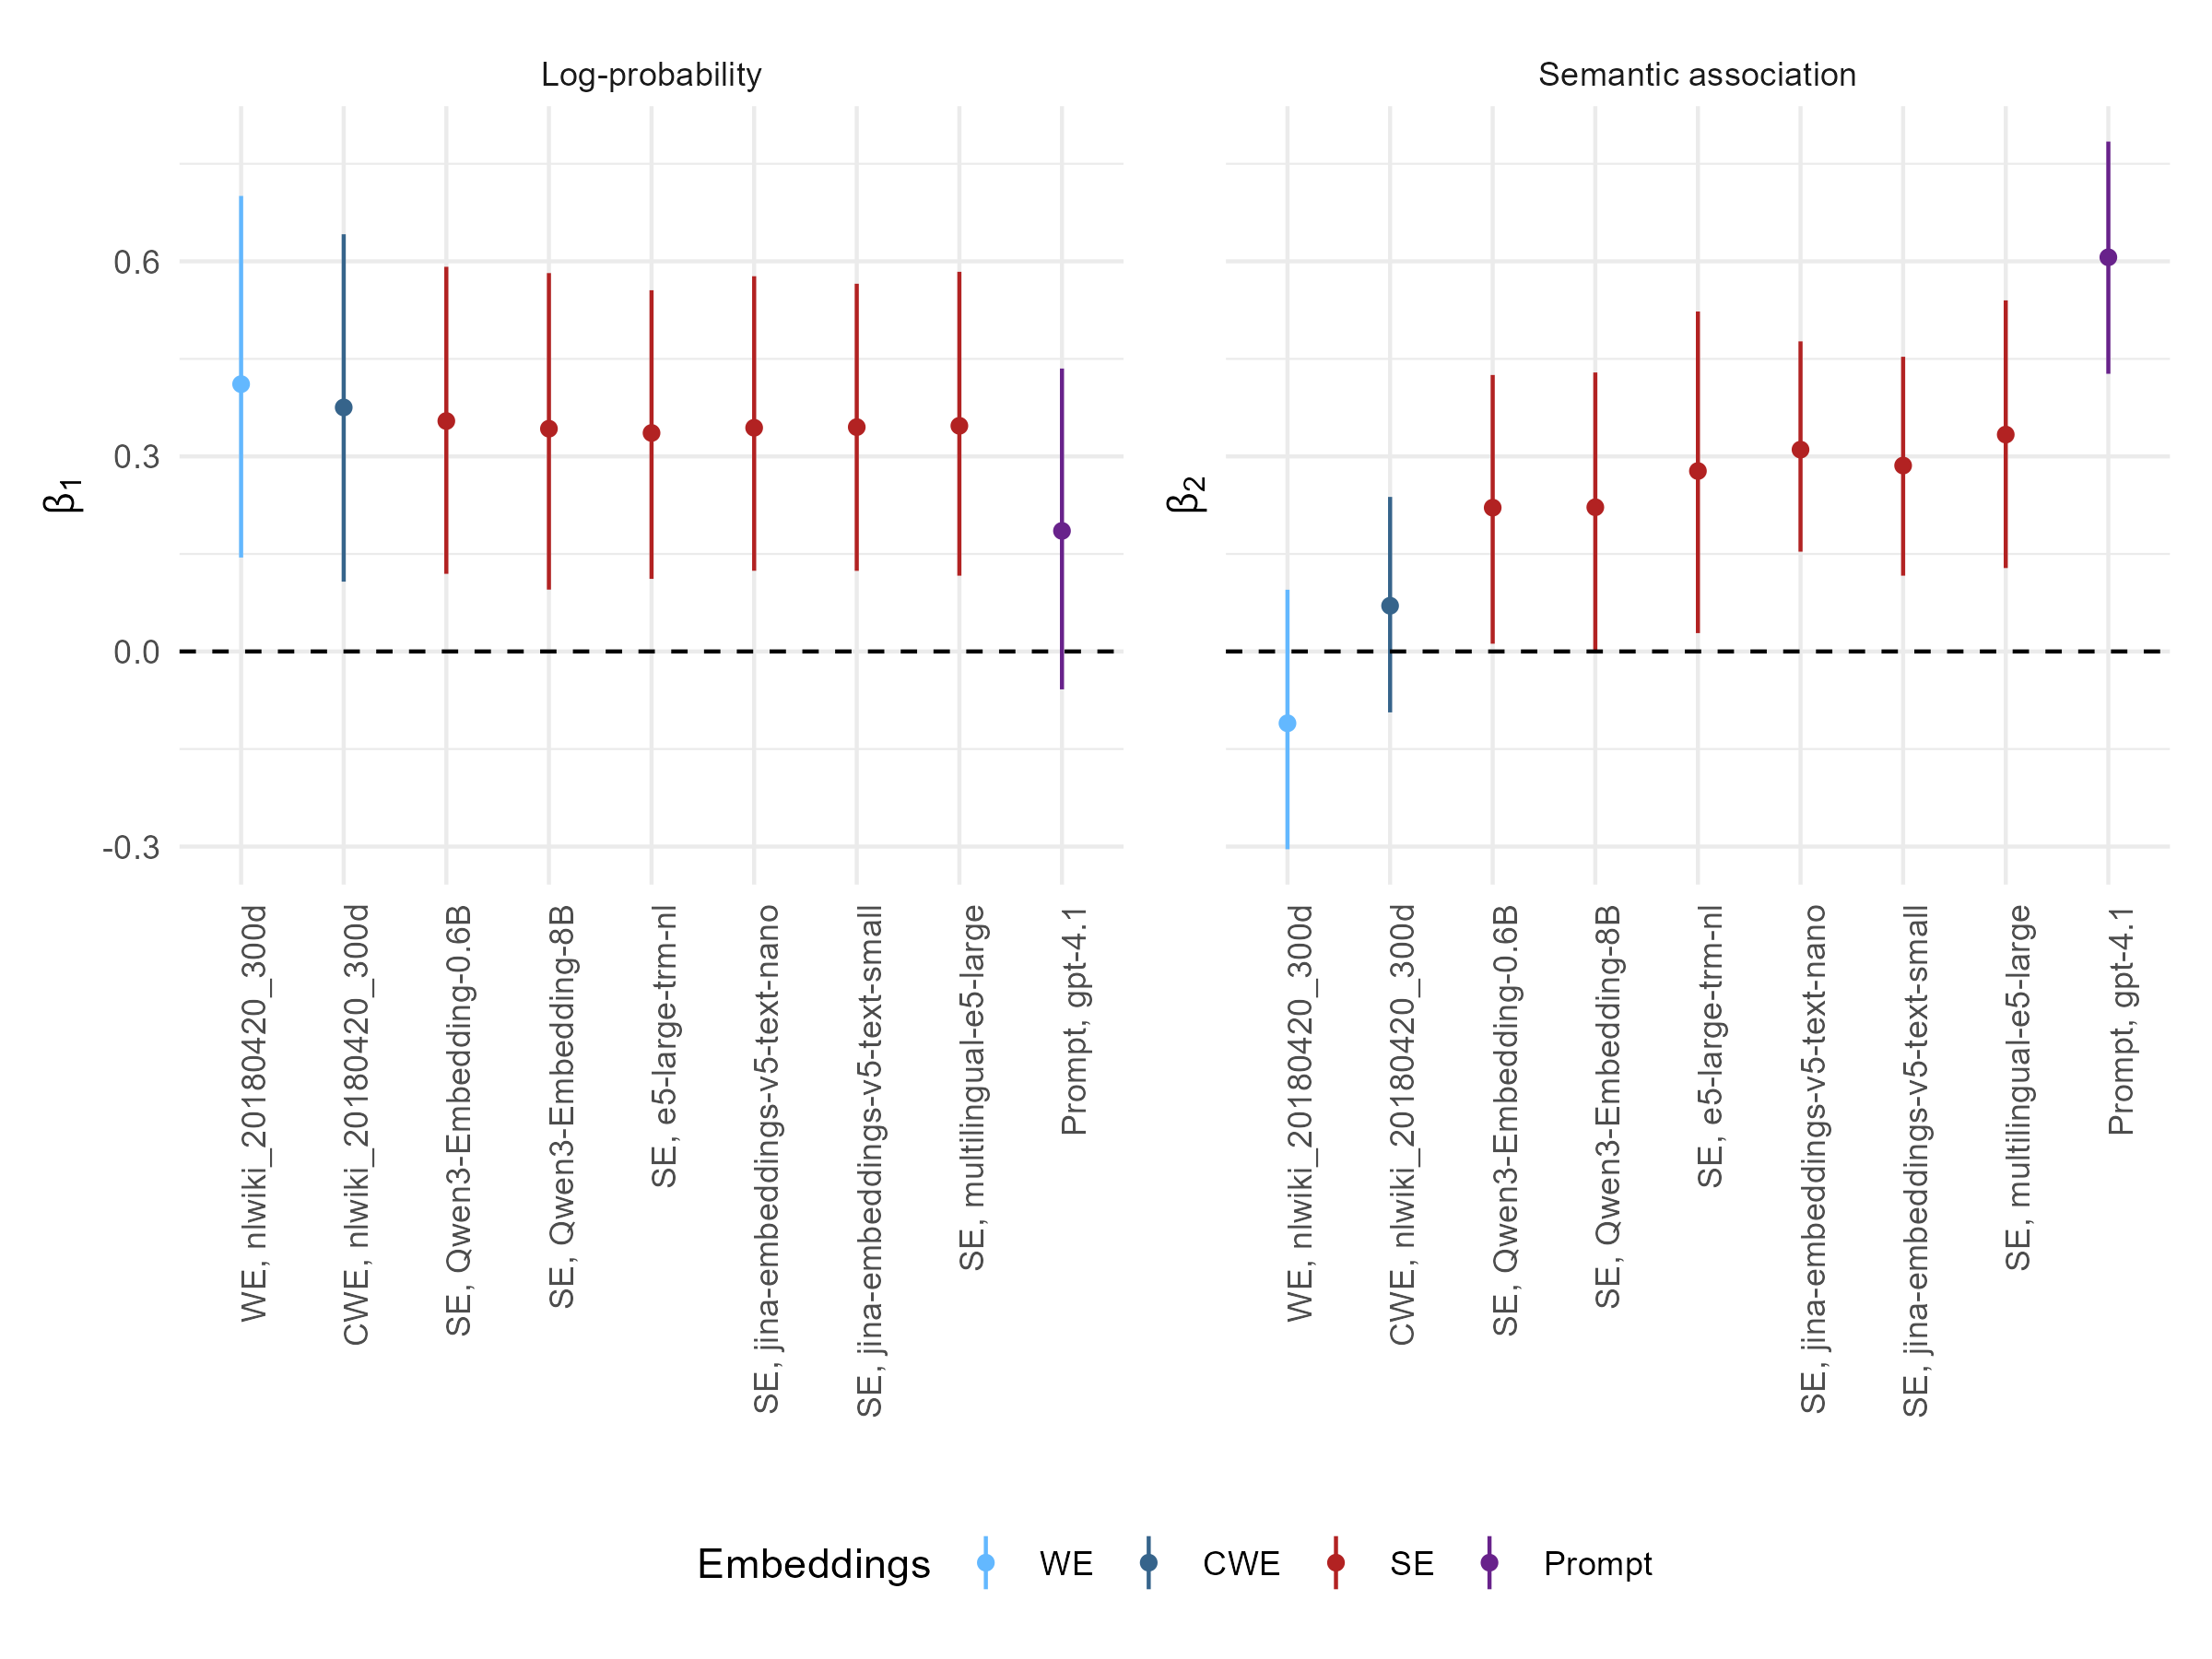 Log-probability
Semantic association
β1
0.6
0.3
0.0
-0.3
β2
WE, nlwiki_20180420_300d
CWE, nlwiki_20180420_300d
SE, Qwen3-Embedding-0.6B
SE, Qwen3-Embedding-8B
SE, e5-large-trm-nl
SE, jina-embeddings-v5-text-nano
SE, jina-embeddings-v5-text-small
SE, multilingual-e5-large
Prompt, gpt-4.1
WE, nlwiki_20180420_300d
CWE, nlwiki_20180420_300d
SE, Qwen3-Embedding-0.6B
SE, Qwen3-Embedding-8B
SE, e5-large-trm-nl
SE, jina-embeddings-v5-text-nano
SE, jina-embeddings-v5-text-small
SE, multilingual-e5-large
Prompt, gpt-4.1
Embeddings WE CWE SE Prompt